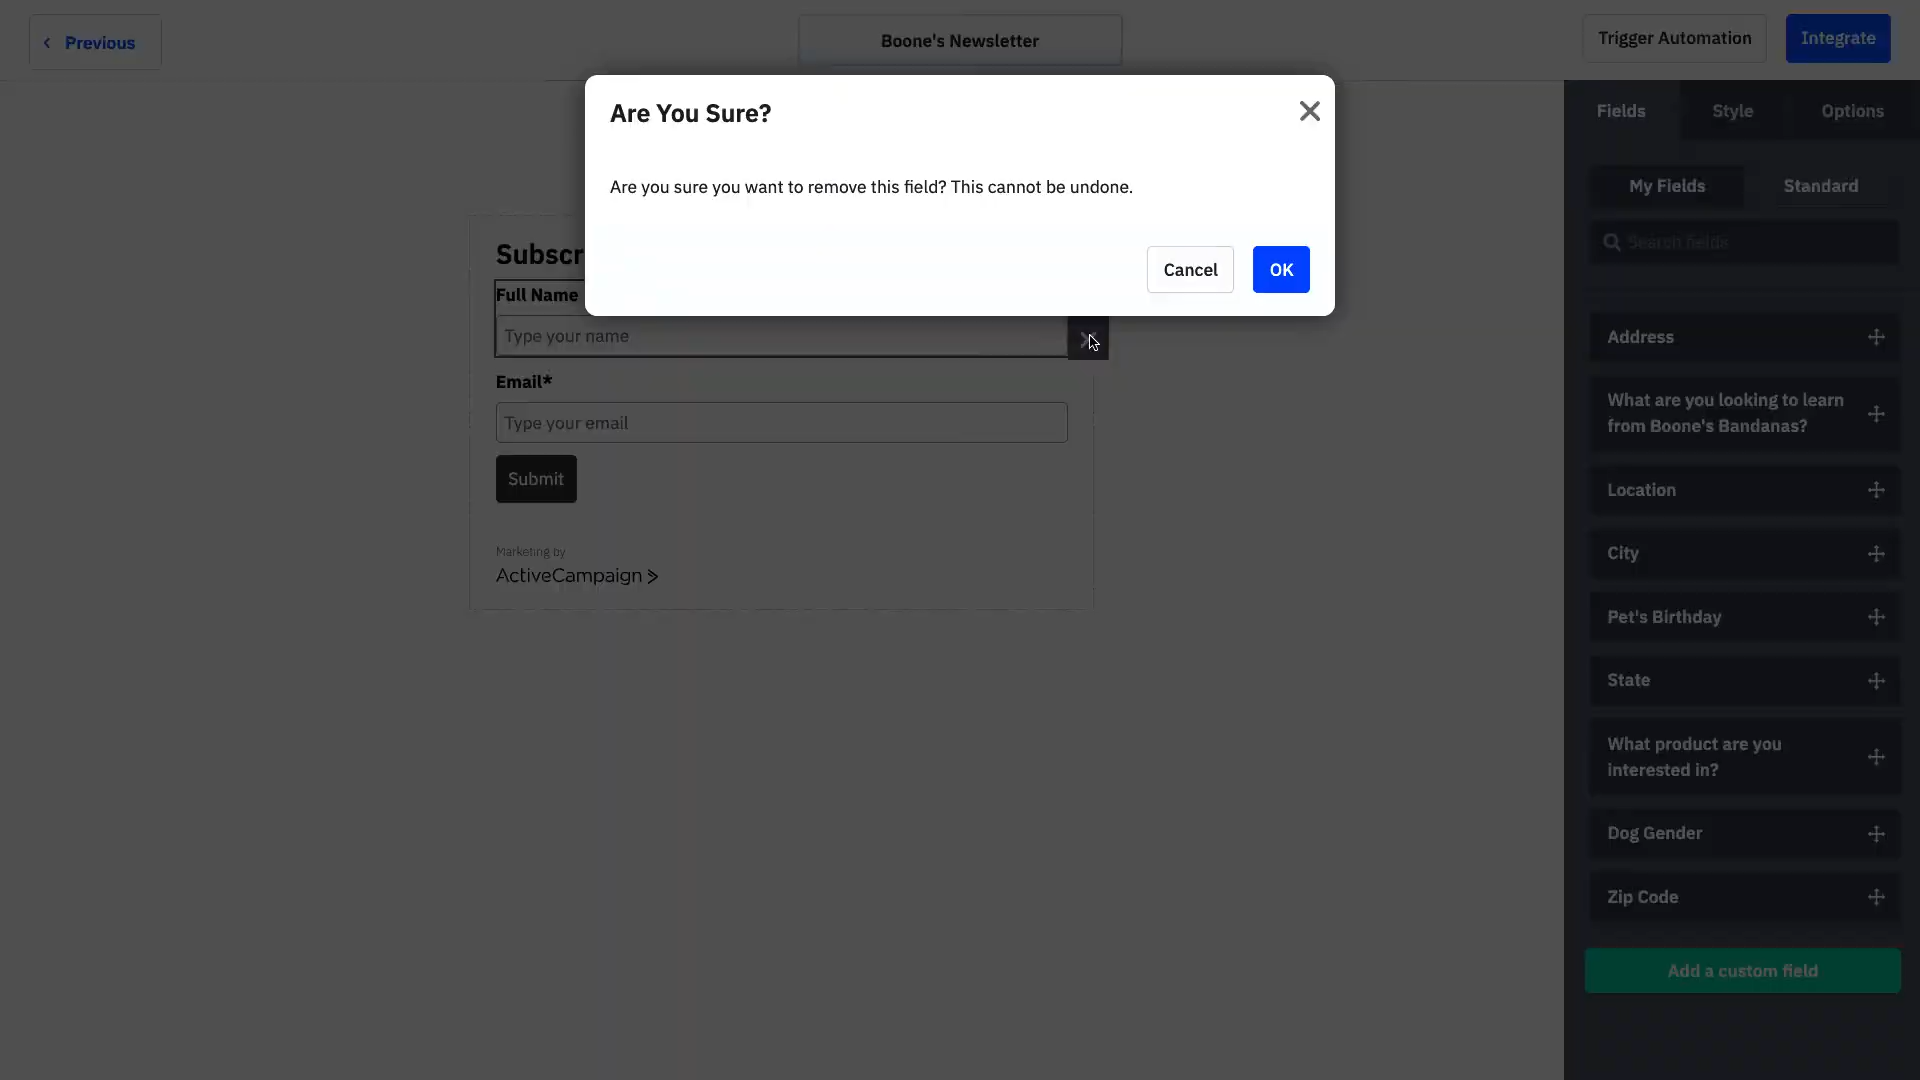 Previous
Boone's Newsletter
Trigger Automation
Integrate
Are You Sure?
Are you sure you want to remove this field? This cannot be undone.
Cancel
OK
Subscr
Full Name
Type your name
Email*
Type your email
Submit
Marketing by
ActiveCampaign >
Fields
Style
Options
My Fields
Standard
Search fields
Address
What are you looking to learn
from Boone's Bandanas?
Location
City
Pet's Birthday
State
What product are you
interested in?
Dog Gender
Zip Code
Add a custom field